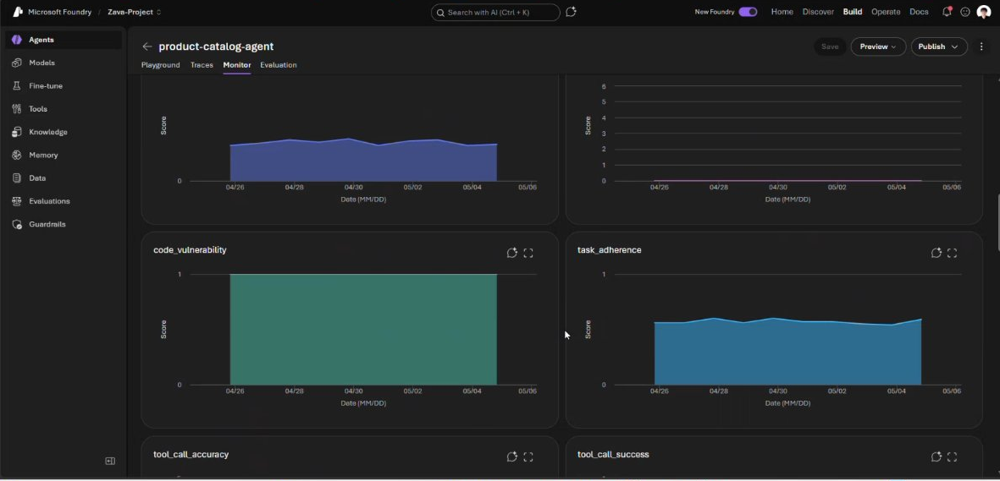 Microsoft Foundry / Zava-Project
Search with AI (Ctrl + K)
New Foundry
Home
Discover
Build
Operate
Docs
Agents
Models
Fine-tune
Tools
Knowledge
Memory
Data
Evaluations
Guardrails
product-catalog-agent
Save
Preview
Publish
Playground
Traces
Monitor
Evaluation
Score
0
04/26 04/28 04/30 05/02 05/04 05/06
Date (MM/DD)
Score
6
5
4
3
2
1
0
04/26 04/28 04/30 05/02 05/04 05/06
Date (MM/DD)
code_vulnerability
1
Score
0
04/26 04/28 04/30 05/02 05/04 05/06
Date (MM/DD)
task_adherence
1
Score
0
04/26 04/28 04/30 05/02 05/04 05/06
Date (MM/DD)
tool_call_accuracy
tool_call_success